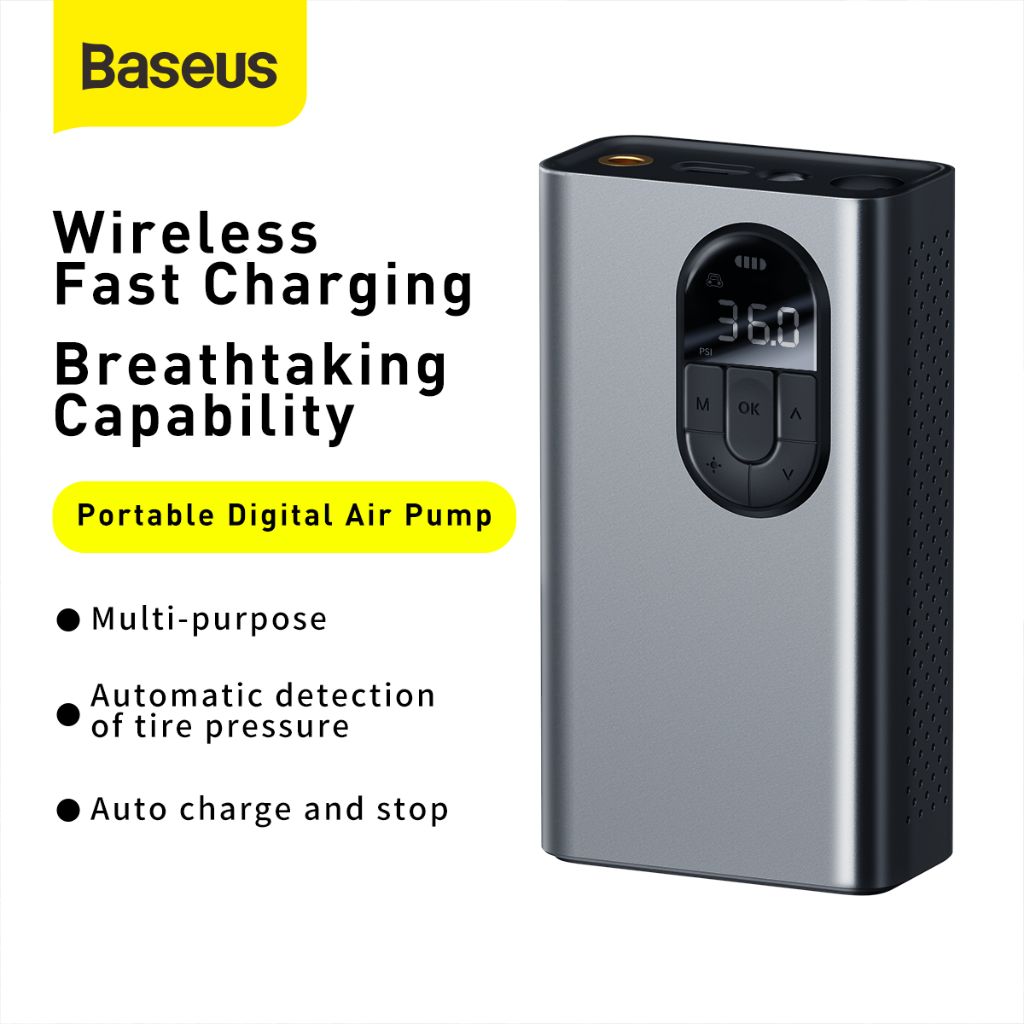 Baseus
Wireless
Fast Charging
Breathtaking
Capability
Portable Digital Air Pump
● Multi-purpose
● Automatic detection
of tire pressure
● Auto charge and stop
36.0
PSI
M OK